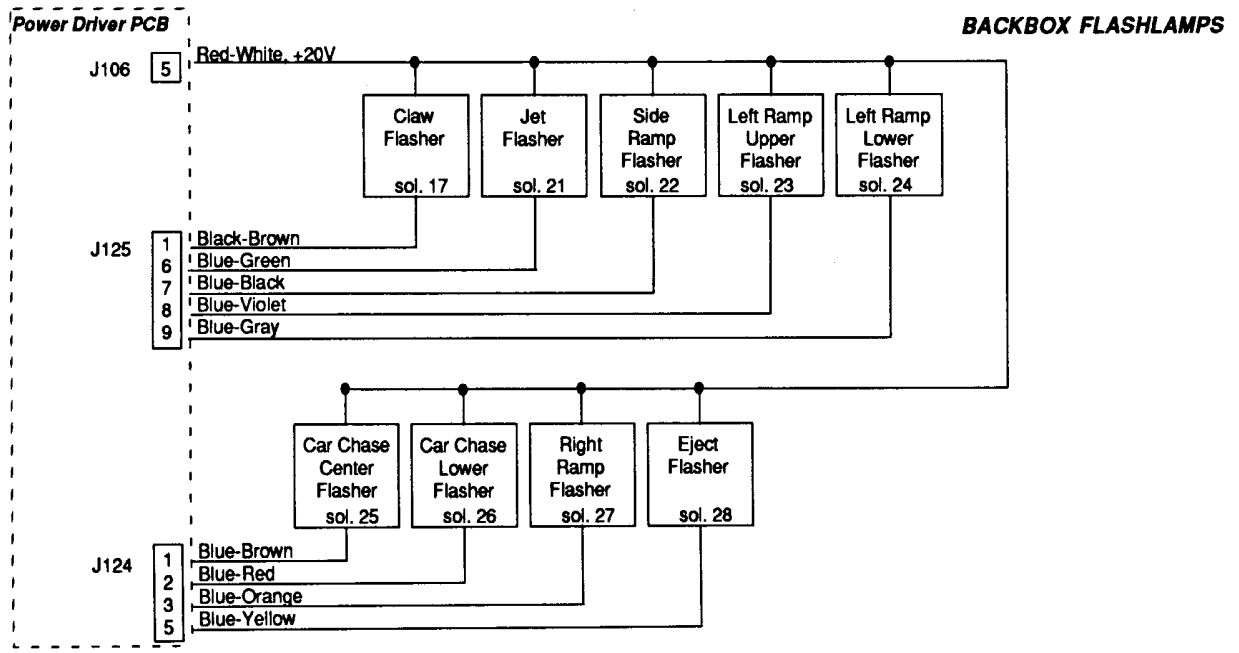 Power Driver PCB
BACKBOX FLASHLAMPS
J106
5
Red-White, +20V
Claw
Flasher
sol. 17
Jet
Flasher
sol. 21
Side
Ramp
Flasher
sol. 22
Left Ramp
Upper
Flasher
sol. 23
Left Ramp
Lower
Flasher
sol. 24
J125
1 Black-Brown
6 Blue-Green
7 Blue-Black
8 Blue-Violet
9 Blue-Gray
Car Chase
Center
Flasher
sol. 25
Car Chase
Lower
Flasher
sol. 26
Right
Ramp
Flasher
sol. 27
Eject
Flasher
sol. 28
J124
1 Blue-Brown
2 Blue-Red
3 Blue-Orange
5 Blue-Yellow